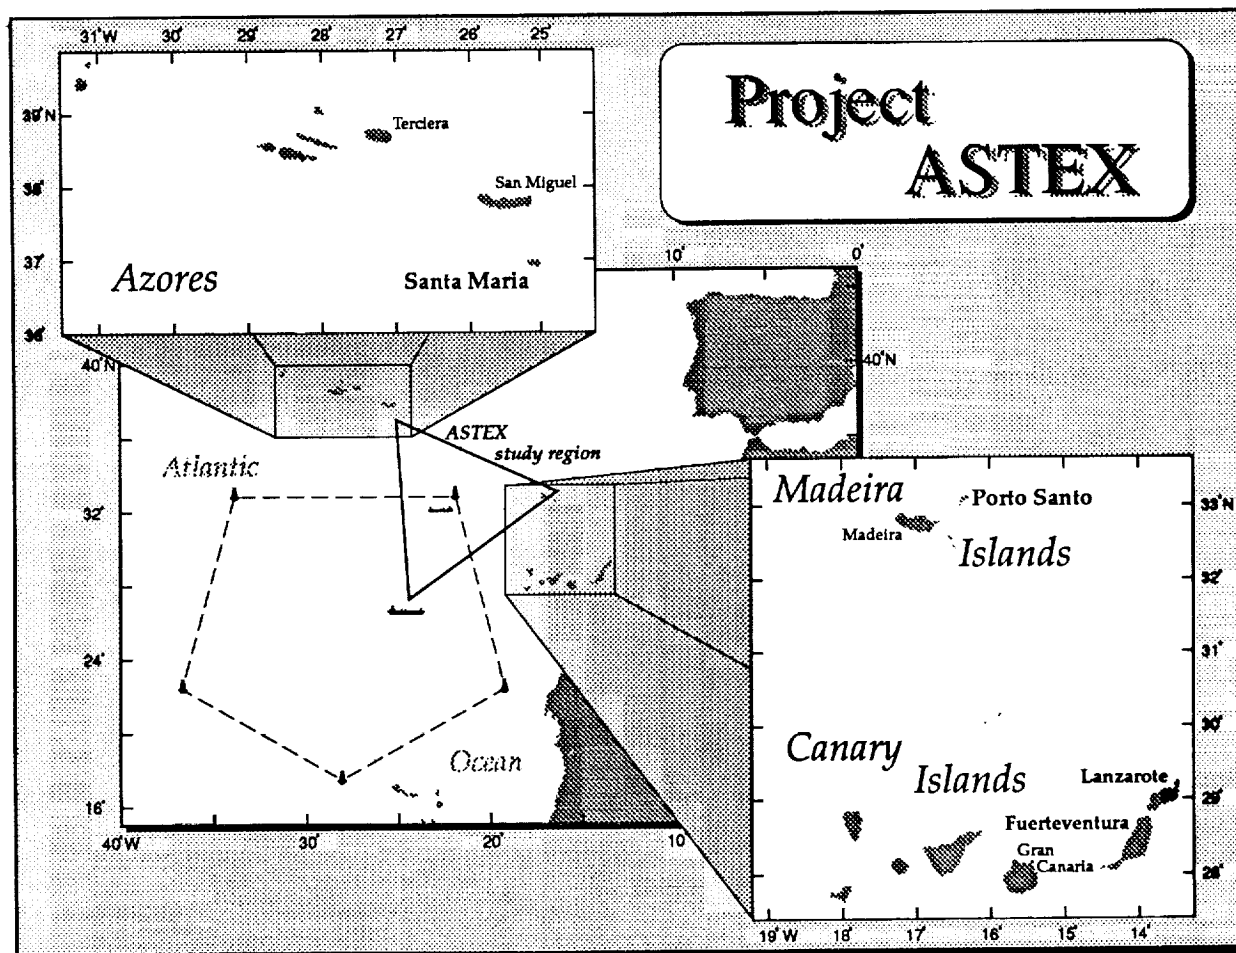 31°W 30° 29° 28° 27° 26° 25°
39°N
38°
37°
36°
Terciera
San Miguel
Azores
Santa Maria
Project
ASTEX
10° 0°
40°N
40°N
32°
24°
16°
40°W 30° 20° 10
ASTEX
study region
Atlantic
Ocean
Madeira
Porto Santo
Madeira
Islands
33°N
32°
31°
30°
29°
28°
Canary
Islands
Lanzarote
Fuerteventura
Gran
Canaria
19°W 18° 17° 16° 15° 14°